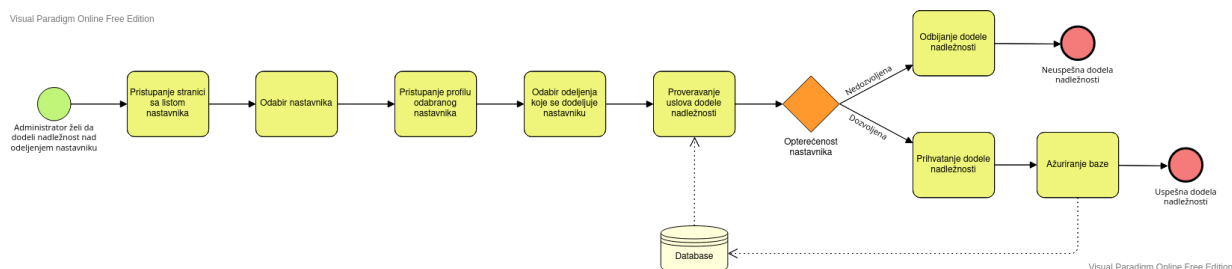 Visual Paradigm Online Free Edition
Administrator želi da
dodeli nadležnost nad
odeljenjem nastavniku
Pristupanje stranici
sa listom
nastavnika
Odabir nastavnika
Pristupanje profilu
odabranog
nastavnika
Odabir odeljenja
koje se dodeljuje
nastavniku
Proveravanje
uslova dodele
nadležnosti
Opterećenost
nastavnika
Nedozvoljena
Dozvoljena
Odbijanje dodele
nadležnosti
Neuspešna dodela
nadležnosti
Prihvatanje dodele
nadležnosti
Ažuriranje baze
Uspešna dodela
nadležnosti
Database
Visual Paradigm Online Free Edition